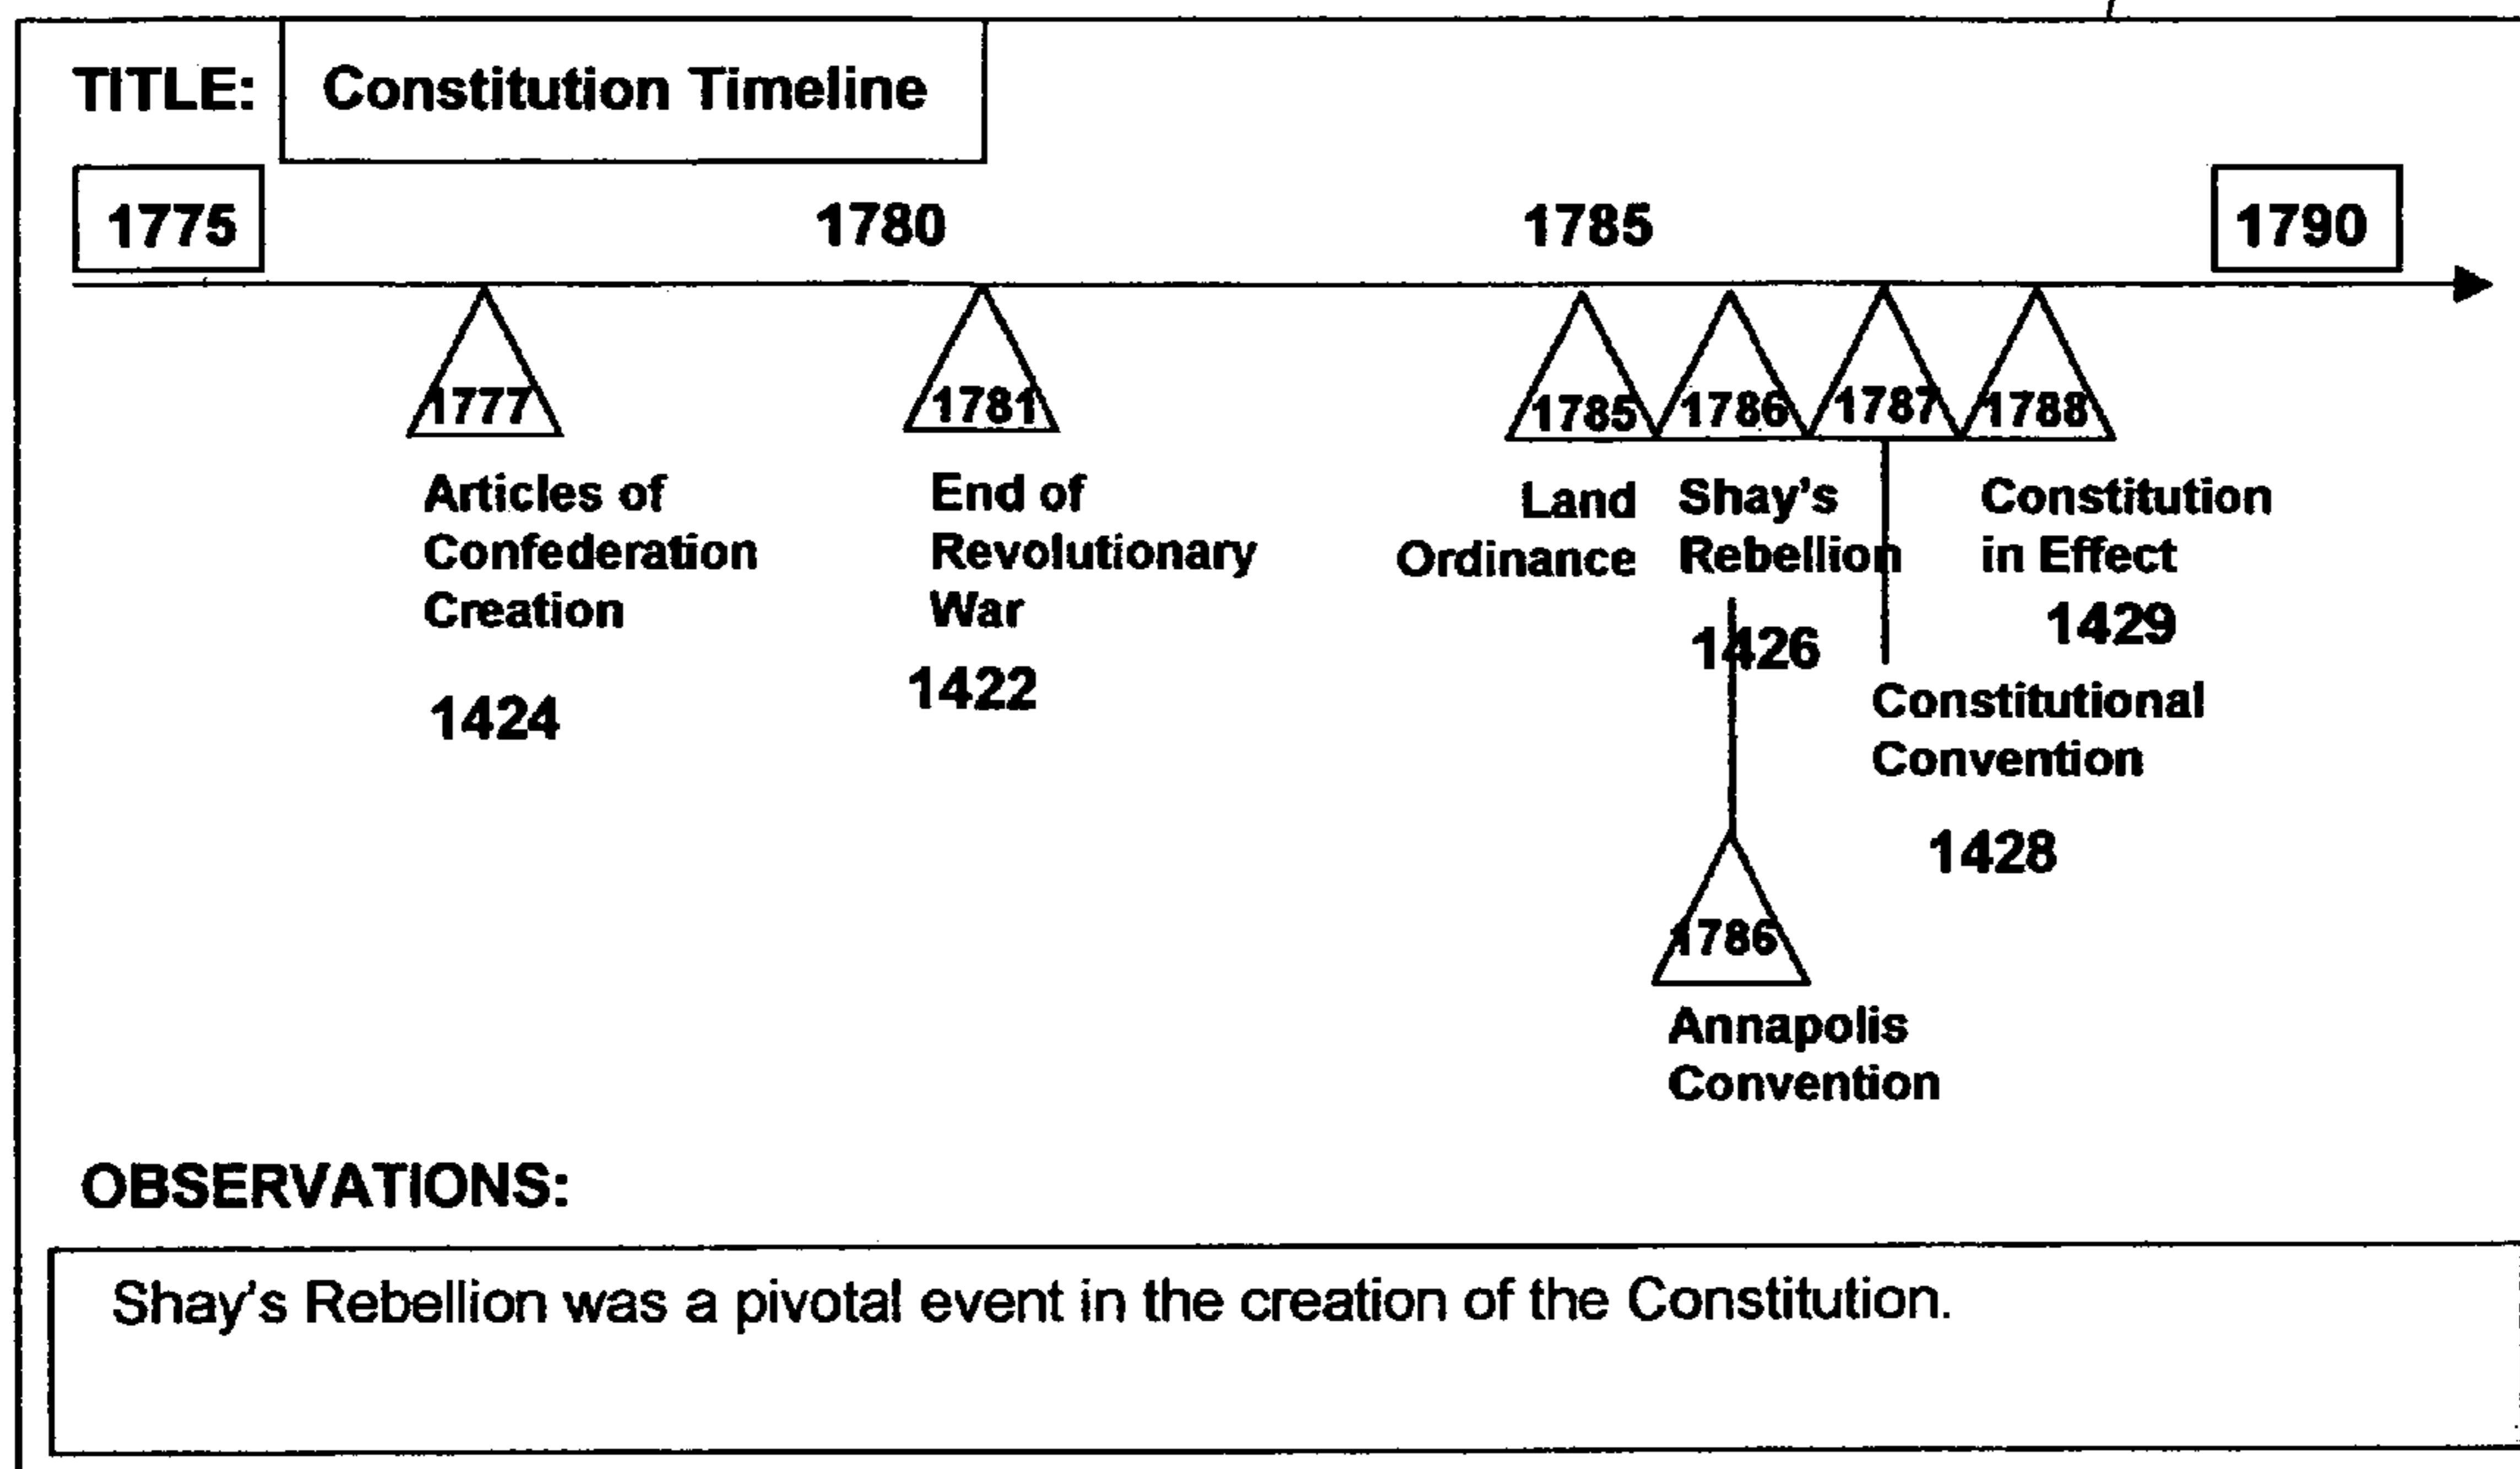 TITLE: Constitution Timeline
1775 1780 1785 1790
1777 1781 1785 1786 1787 1788
Articles of
Confederation
Creation
1424
End of
Revolutionary
War
1422
Land
Ordinance
Shay's
Rebellion
1426
Constitution
in Effect
1429
Constitutional
Convention
1428
1786
Annapolis
Convention
OBSERVATIONS:
Shay's Rebellion was a pivotal event in the creation of the Constitution.